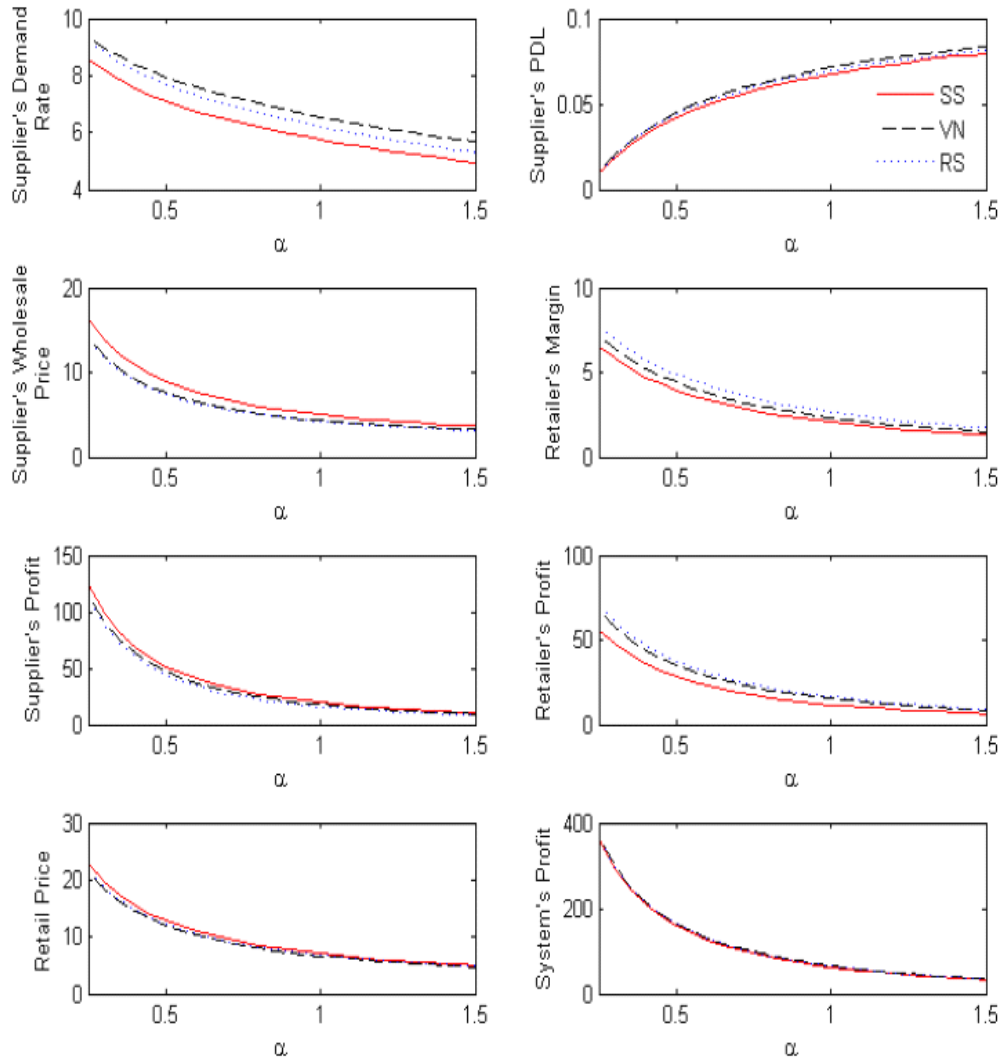 Supplier's Demand
Rate
10
8
6
4
0.5
1
1.5
α
Supplier's PDL
0.1
0.05
0
SS
VN
RS
0.5
1
1.5
α
Supplier's Wholesale
Price
20
10
0
0.5
1
1.5
α
Retailer's Margin
10
5
0
0.5
1
1.5
α
Supplier's Profit
150
100
50
0
0.5
1
1.5
α
Retailer's Profit
100
50
0
0.5
1
1.5
α
Retail Price
30
20
10
0
0.5
1
1.5
α
System's Profit
400
200
0
0.5
1
1.5
α